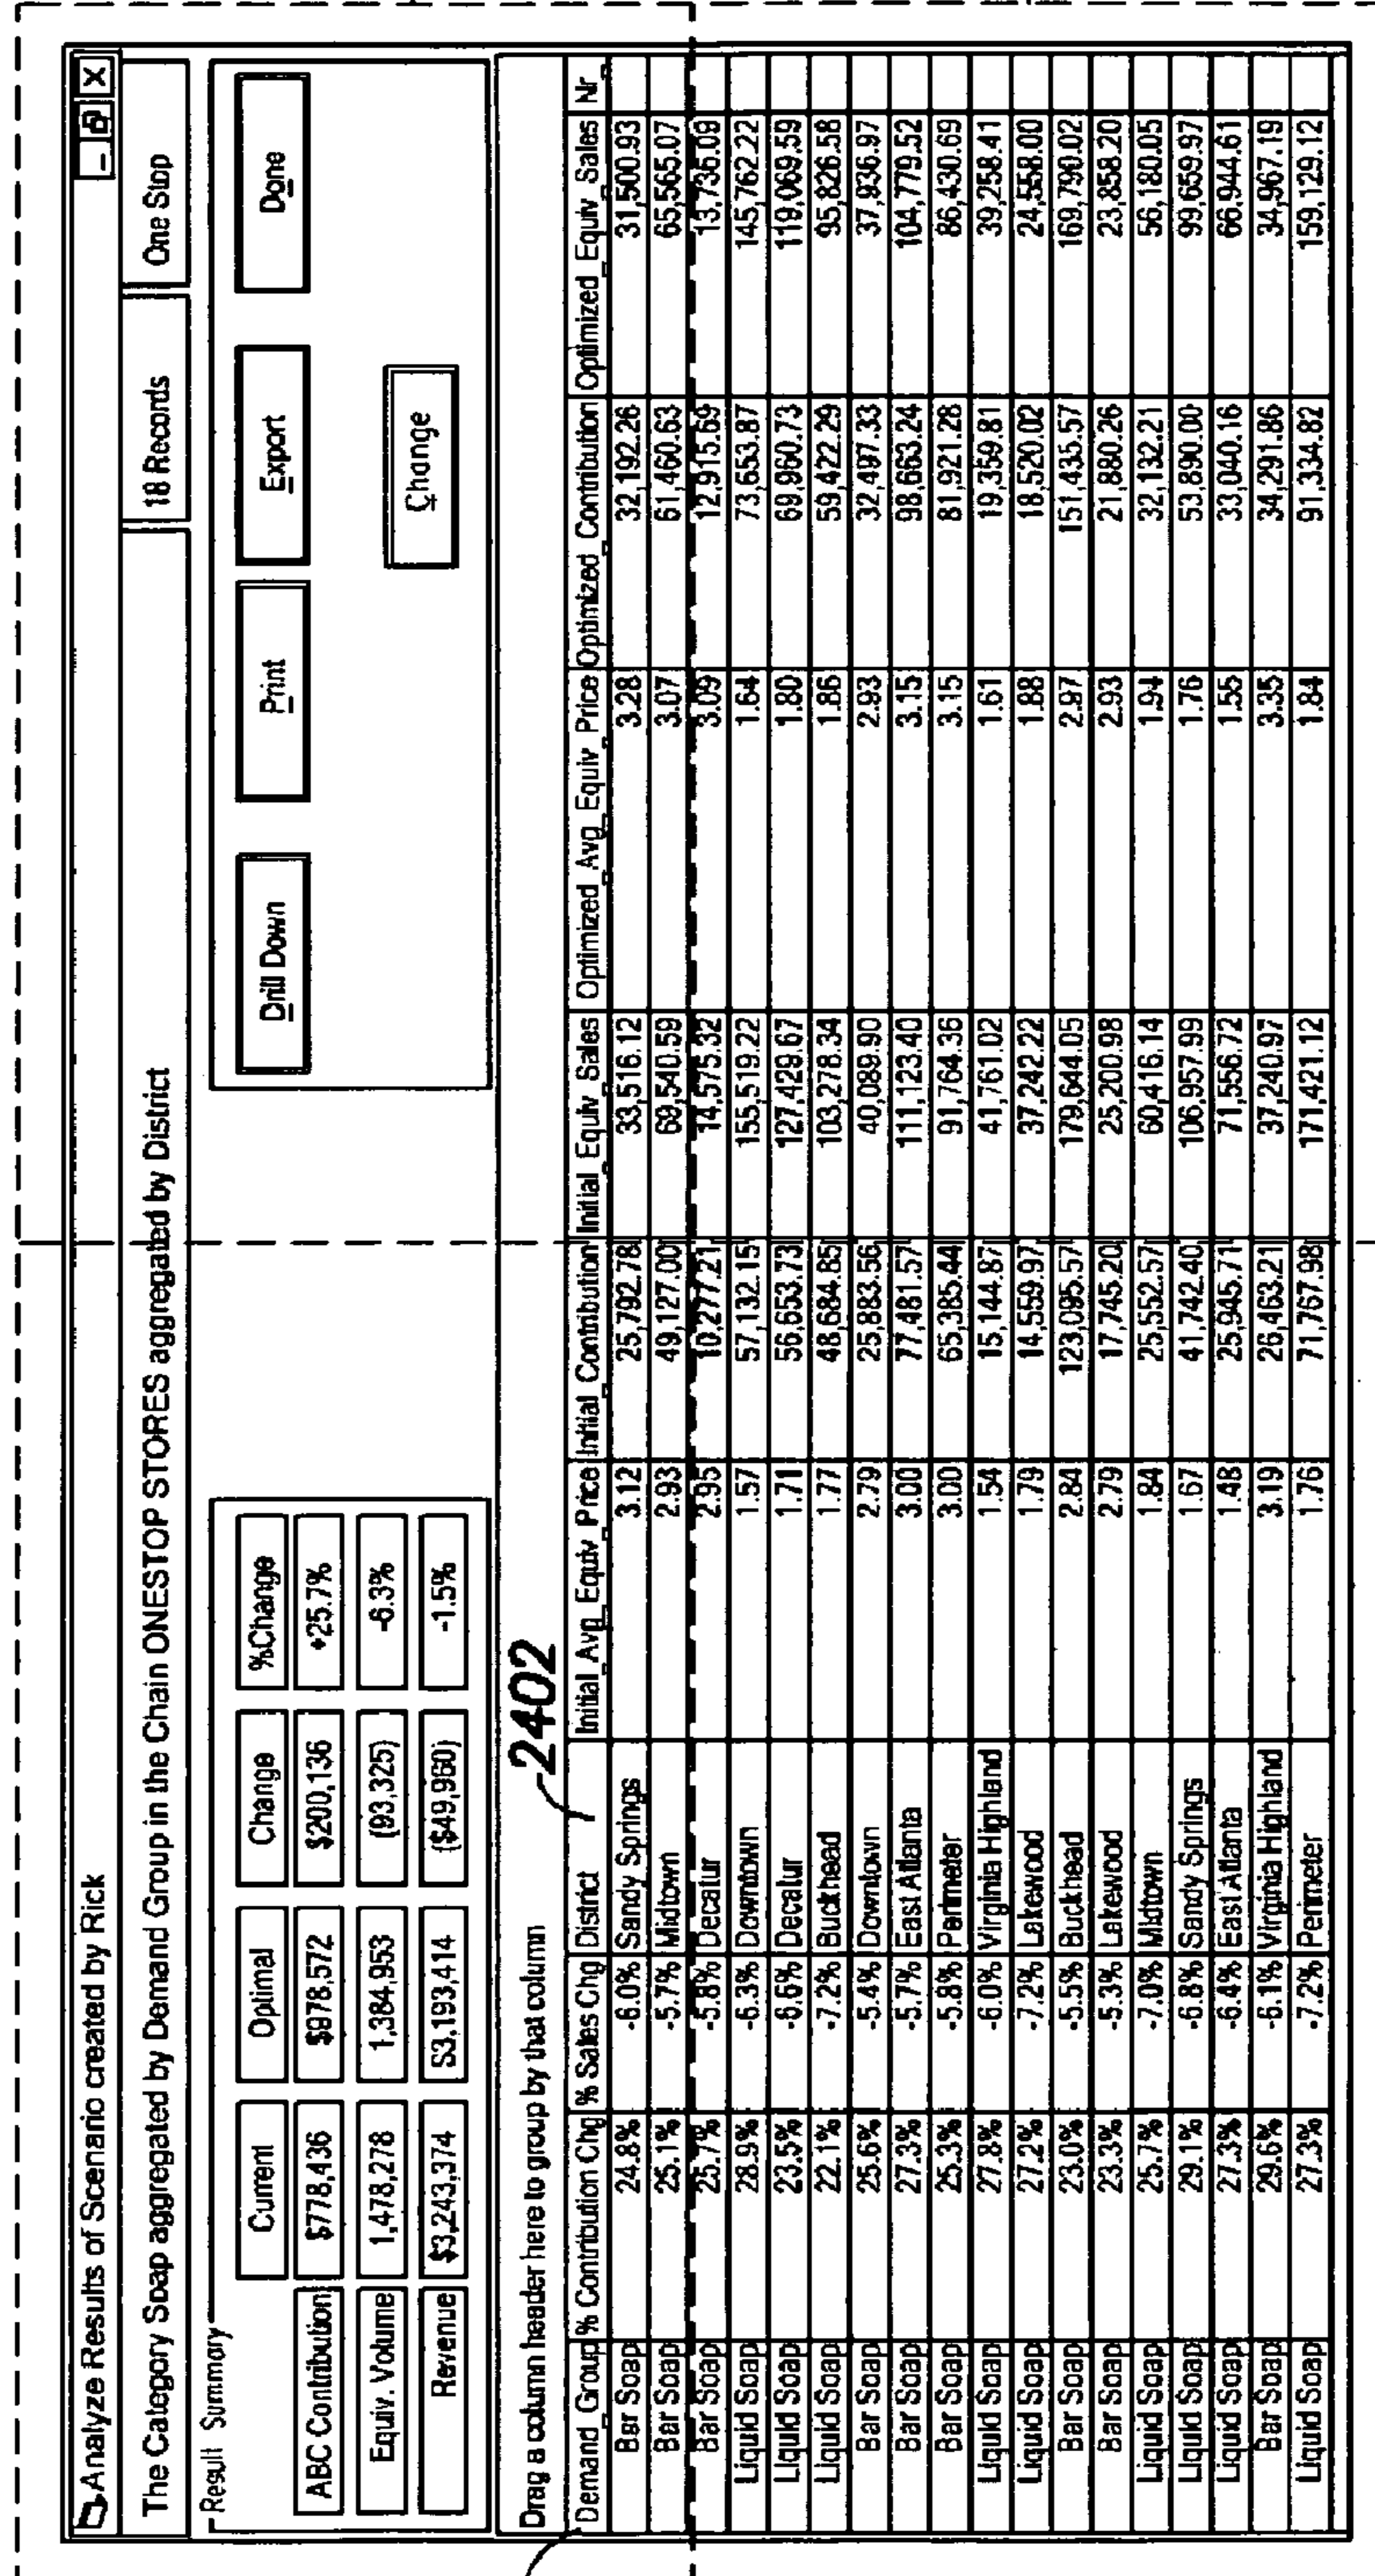 Analyze Results of Scenario created by Rick
The Category Soap aggregated by Demand Group in the Chain ONESTOP STORES aggregated by District 18 Records One Stop
Result Summary
Current Optimal Change %Change
ABC Contribution $778,436 $978,572 $200,136 +25.7%
Equiv. Volume 1,478,278 1,384,953 (93,325) -6.3%
Revenue $3,243,374 S3,193,414 ($49,960) -1.5%
Drill Down Print Export Done
Change
Drag a column header here to group by that column
2402
Demand Group % Contribution Chg % Sales Chg District Initial_Avg_Equiv_Price Initial_Contribution Initial_Equiv_Sales Optimized_Avg_Equiv_Price Optimized_Contribution Optimized_Equiv_Sales Nr
Bar Soap 24.8% -6.0% Sandy Springs 3.12 25,792.78 33,516.12 3.28 32,192.26 31,500.93
Bar Soap 25.1% -5.7% Midtown 2.93 49,127.00 69,540.59 3.07 61,460.63 65,565.07
Bar Soap 25.7% -5.8% Decatur 2.95 10,277.21 14,575.32 3.09 12,915.69 13,736.09
Liquid Soap 28.9% -6.3% Downtown 1.57 57,132.15 155,519.22 1.64 73,653.87 145,762.22
Liquid Soap 23.5% -6.6% Decatur 1.71 56,653.73 127,429.67 1.80 69,960.73 119,069.59
Liquid Soap 22.1% -7.2% Buckhead 1.77 48,684.85 103,278.34 1.86 59,422.29 95,826.58
Bar Soap 25.6% -5.4% Downtown 2.79 25,883.56 40,089.90 2.93 32,497.33 37,936.97
Bar Soap 27.3% -5.7% East Atlanta 3.00 77,481.57 111,123.40 3.15 98,663.24 104,779.52
Bar Soap 25.3% -5.8% Perimeter 3.00 65,385.44 91,764.36 3.15 81,921.28 86,430.69
Liquid Soap 27.8% -6.0% Virginia Highland 1.54 15,144.87 41,761.02 1.61 19,359.81 39,258.41
Liquid Soap 27.2% -7.2% Lakewood 1.79 14,559.97 37,242.22 1.88 18,520.02 24,558.00
Bar Soap 23.0% -5.5% Buckhead 2.84 123,095.57 179,644.05 2.97 151,435.57 169,790.02
Bar Soap 23.3% -5.3% Lakewood 2.79 17,745.20 25,200.98 2.93 21,880.26 23,858.20
Liquid Soap 25.7% -7.0% Midtown 1.84 25,552.57 60,416.14 1.94 32,132.21 56,180.05
Liquid Soap 29.1% -6.8% Sandy Springs 1.67 41,742.40 106,957.99 1.76 53,890.00 99,659.97
Liquid Soap 27.3% -6.4% East Atlanta 1.48 25,945.71 71,556.72 1.55 33,040.16 66,944.61
Bar Soap 29.6% -6.1% Virginia Highland 3.19 26,463.21 37,240.97 3.35 34,291.86 34,967.19
Liquid Soap 27.3% -7.2% Perimeter 1.76 71,767.98 171,421.12 1.84 91,334.82 159,129.12